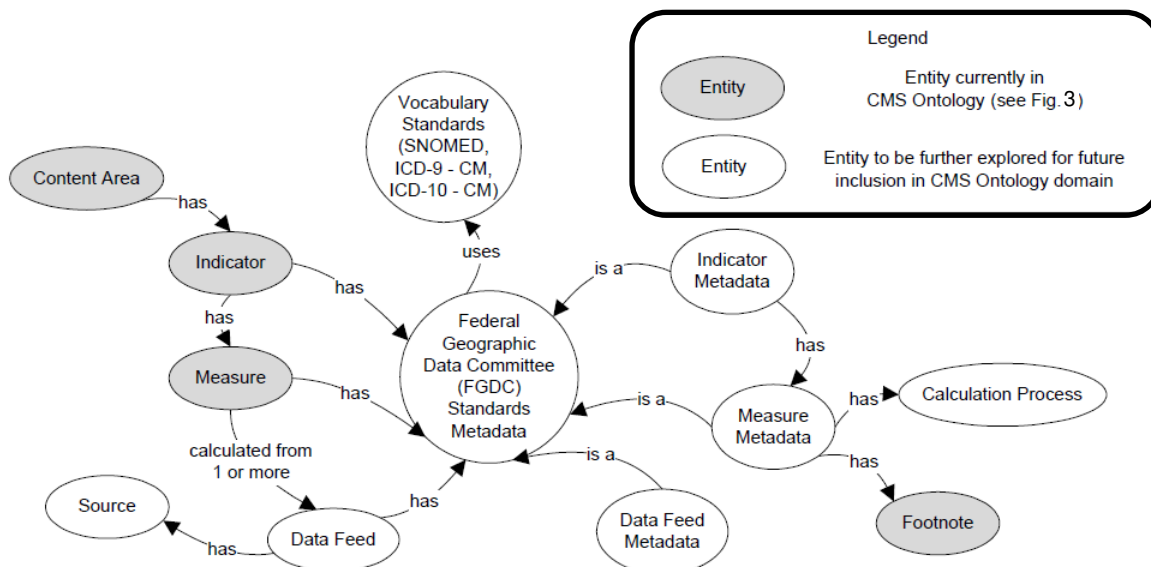 Legend
Entity
Entity currently in
CMS Ontology (see Fig. 3)
Entity
Entity to be further explored for future
inclusion in CMS Ontology domain
Vocabulary
Standards
(SNOMED,
ICD-9 - CM,
ICD-10 - CM)
Content Area
has
Indicator
uses
has
is a
Indicator
Metadata
has
Federal
Geographic
Data Committee
(FGDC)
Standards
Metadata
has
Measure
has
is a
Measure
Metadata
has
Calculation Process
calculated from
1 or more
has
is a
Source
has
Data Feed
has
Data Feed
Metadata
Footnote